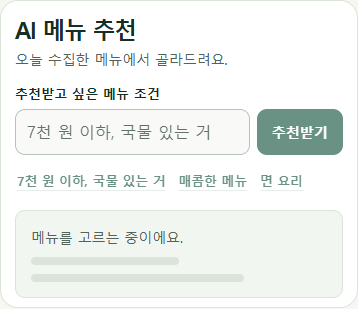 AI 메뉴 추천
오늘 수집한 메뉴에서 골라드려요.
추천받고 싶은 메뉴 조건
7천 원 이하, 국물 있는 거
추천받기
7천 원 이하, 국물 있는 거 매콤한 메뉴 면 요리
메뉴를 고르는 중이에요.